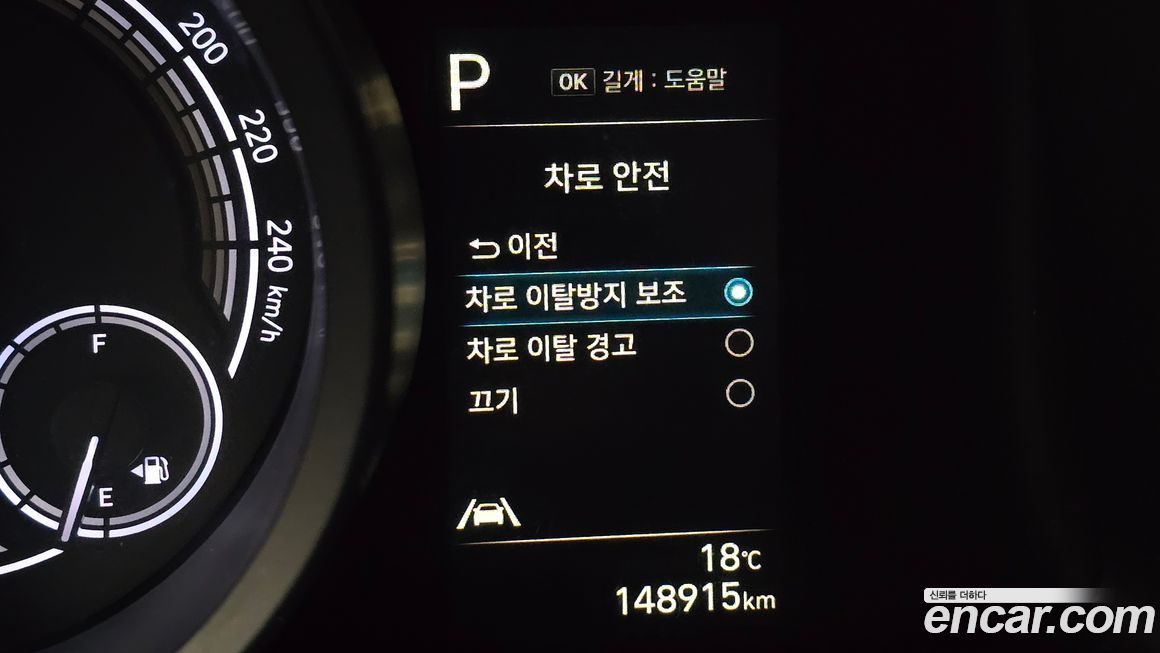 200
220
240 km/h
F
E
P
OK 길게 : 도움말
차로 안전
이전
차로 이탈방지 보조
차로 이탈 경고
끄기
18℃
148915km
신뢰를 더하다
encar.com